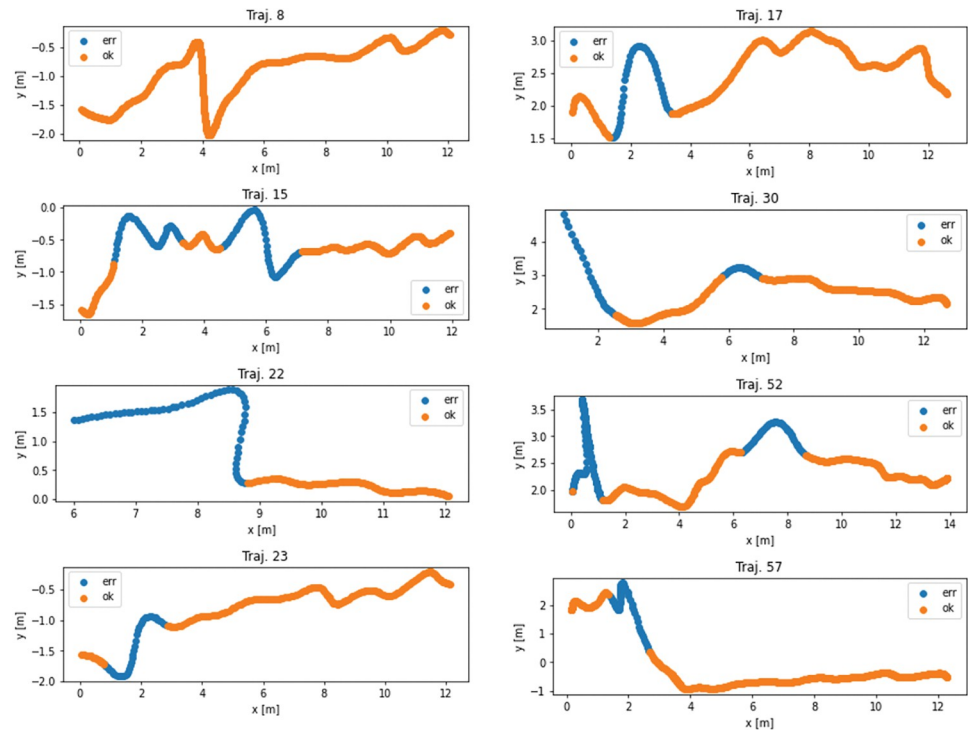 Traj. 8
−0.5
−1.0
−1.5
−2.0
y [m]
err
ok
0 2 4 6 8 10 12
x [m]
Traj. 17
3.0
2.5
2.0
1.5
y [m]
err
ok
0 2 4 6 8 10 12
x [m]
Traj. 15
0.0
−0.5
−1.0
−1.5
y [m]
err
ok
0 2 4 6 8 10 12
x [m]
Traj. 30
4
3
2
y [m]
err
ok
2 4 6 8 10 12
x [m]
Traj. 22
1.5
1.0
0.5
0.0
y [m]
err
ok
6 7 8 9 10 11 12
x [m]
Traj. 52
3.5
3.0
2.5
2.0
y [m]
err
ok
0 2 4 6 8 10 12 14
x [m]
Traj. 23
−0.5
−1.0
−1.5
−2.0
y [m]
err
ok
0 2 4 6 8 10 12
x [m]
Traj. 57
2
1
0
−1
y [m]
err
ok
0 2 4 6 8 10 12
x [m]